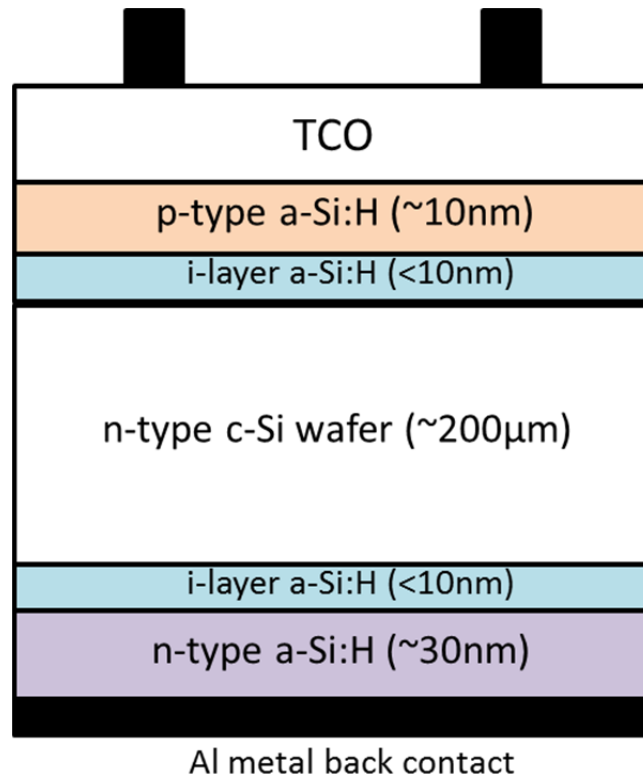 TCO
p-type a-Si:H (~10nm)
i-layer a-Si:H (<10nm)
n-type c-Si wafer (~200μm)
i-layer a-Si:H (<10nm)
n-type a-Si:H (~30nm)
Al metal back contact